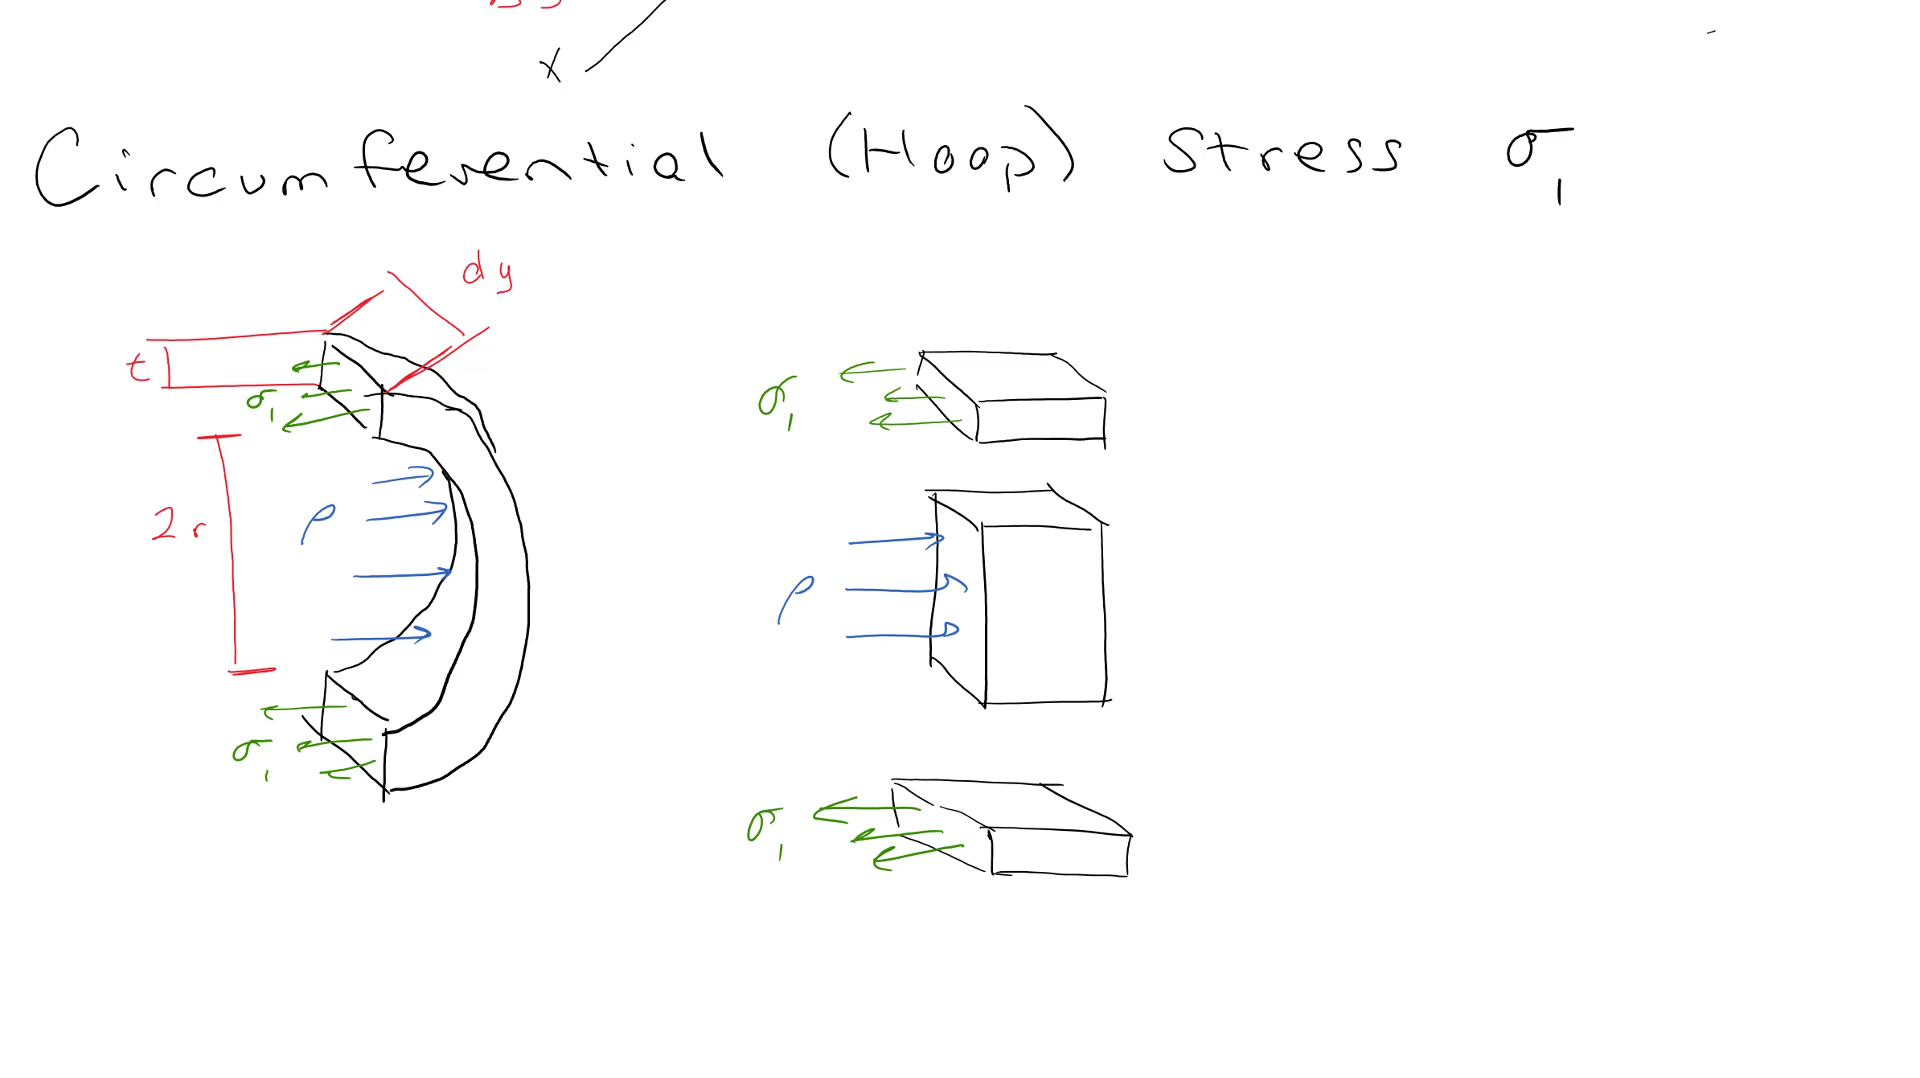 x
Circumferential (Hoop) Stress σ₁
dy
t
σ₁
σ₁
2r
ρ
ρ
σ₁
σ₁